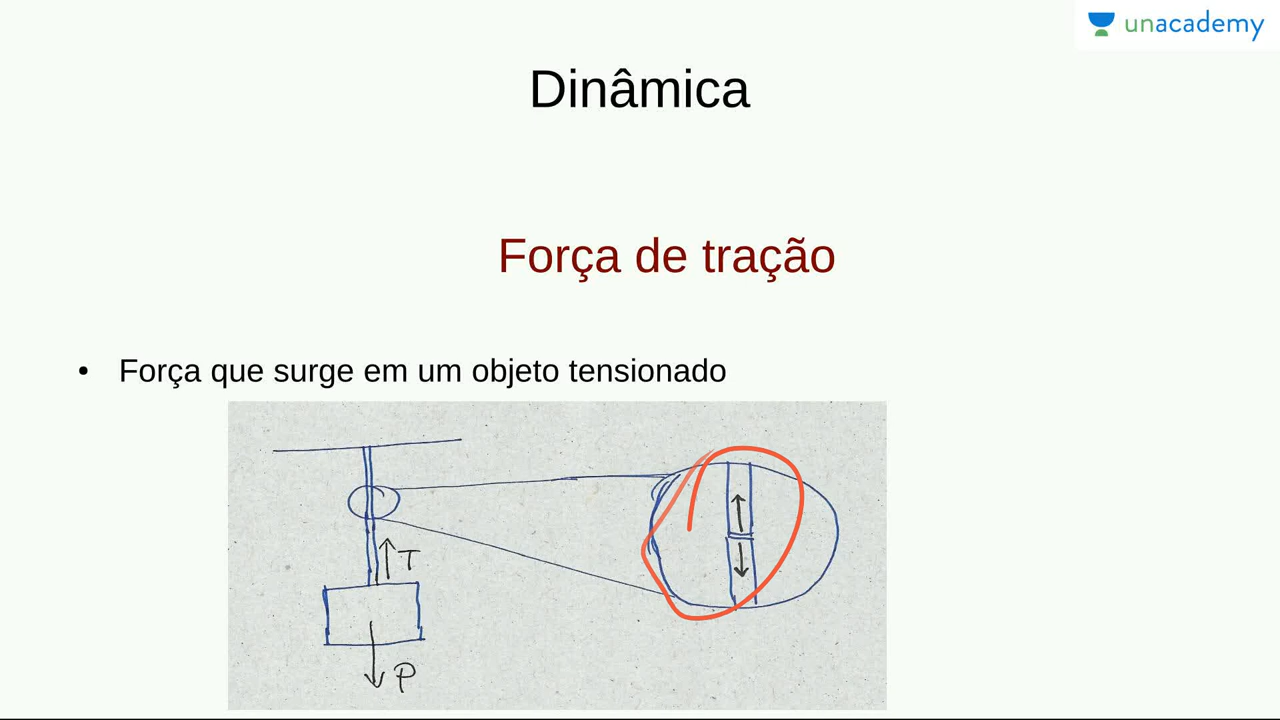 unacademy
Dinâmica
Força de tração
• Força que surge em um objeto tensionado
T
P